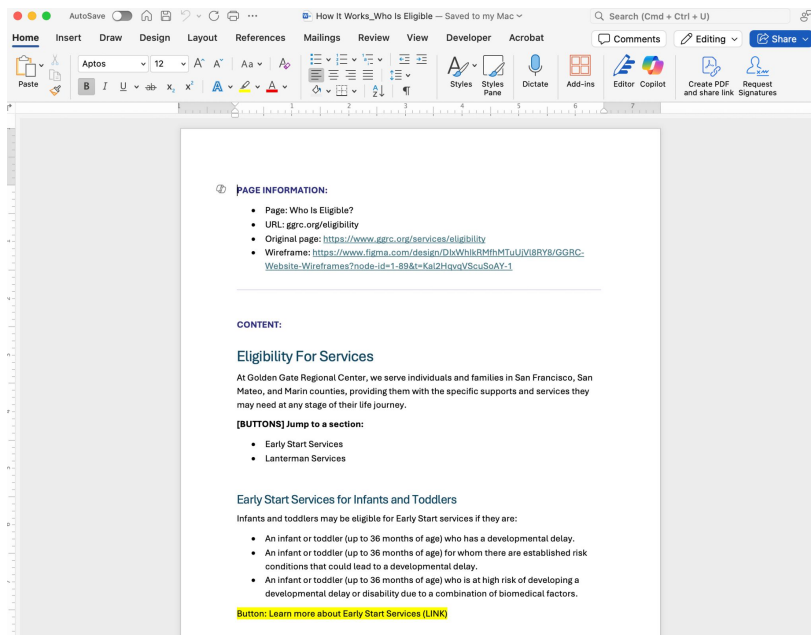 AutoSave
How It Works_Who Is Eligible — Saved to my Mac
Search (Cmd + Ctrl + U)
Home Insert Draw Design Layout References Mailings Review View Developer Acrobat
Comments Editing Share
Paste
Aptos 12
Styles
Styles Pane
Dictate
Add-ins
Editor
Copilot
Create PDF and share link
Request Signatures
PAGE INFORMATION:
• Page: Who Is Eligible?
• URL: ggrc.org/eligibility
• Original page: https://www.ggrc.org/services/eligibility
• Wireframe: https://www.figma.com/design/DIxWhIkRMfhMTuUjVl8RY8/GGRC-
Website-Wireframes?node-id=1-89&t=Kal2HqvqVScuSoAY-1
CONTENT:
Eligibility For Services
At Golden Gate Regional Center, we serve individuals and families in San Francisco, San
Mateo, and Marin counties, providing them with the specific supports and services they
may need at any stage of their life journey.
[BUTTONS] Jump to a section:
• Early Start Services
• Lanterman Services
Early Start Services for Infants and Toddlers
Infants and toddlers may be eligible for Early Start services if they are:
• An infant or toddler (up to 36 months of age) who has a developmental delay.
• An infant or toddler (up to 36 months of age) for whom there are established risk
conditions that could lead to a developmental delay.
• An infant or toddler (up to 36 months of age) who is at high risk of developing a
developmental delay or disability due to a combination of biomedical factors.
Button: Learn more about Early Start Services (LINK)